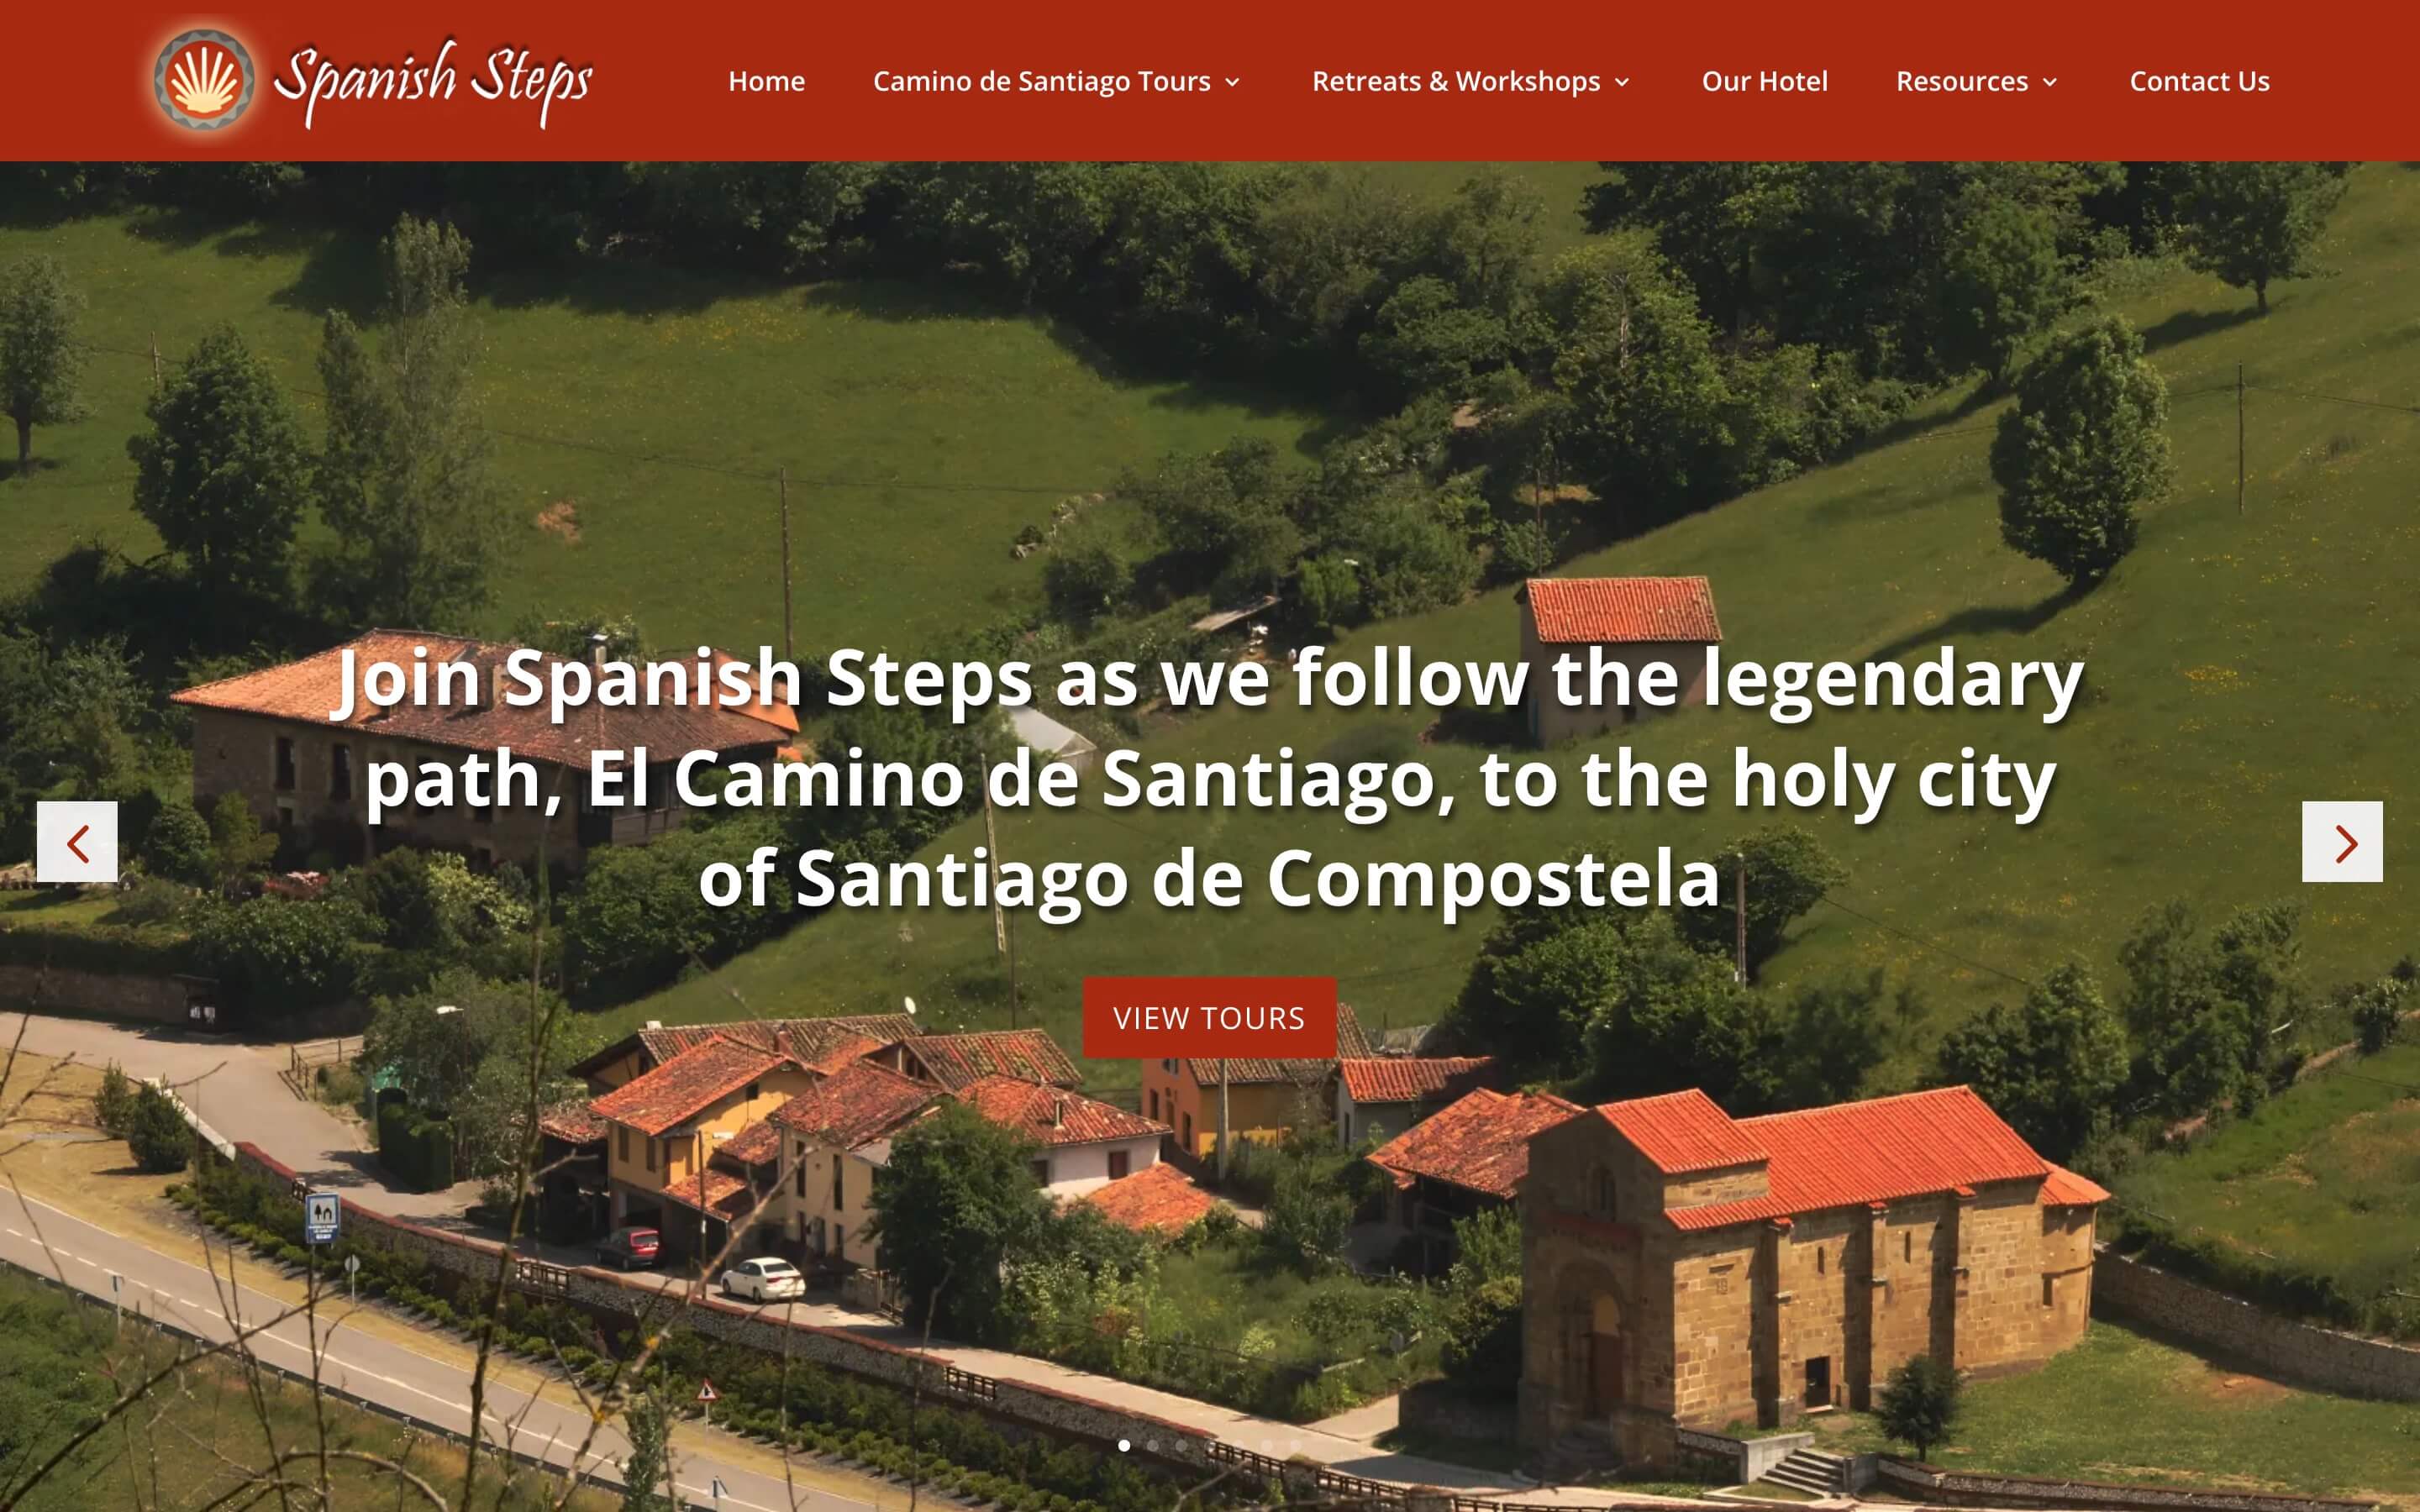 Spanish Steps
Home
Camino de Santiago Tours
Retreats & Workshops
Our Hotel
Resources
Contact Us
Join Spanish Steps as we follow the legendary
path, El Camino de Santiago, to the holy city
of Santiago de Compostela
VIEW TOURS